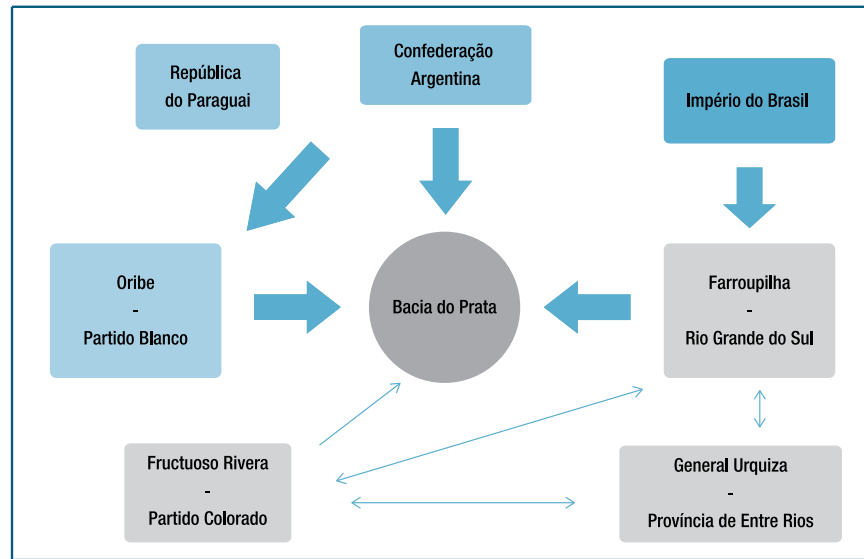 República
do Paraguai
Confederação
Argentina
Império do Brasil
Oribe
-
Partido Blanco
Bacia do Prata
Farroupilha
-
Rio Grande do Sul
Fructuoso Rivera
-
Partido Colorado
General Urquiza
-
Província de Entre Rios